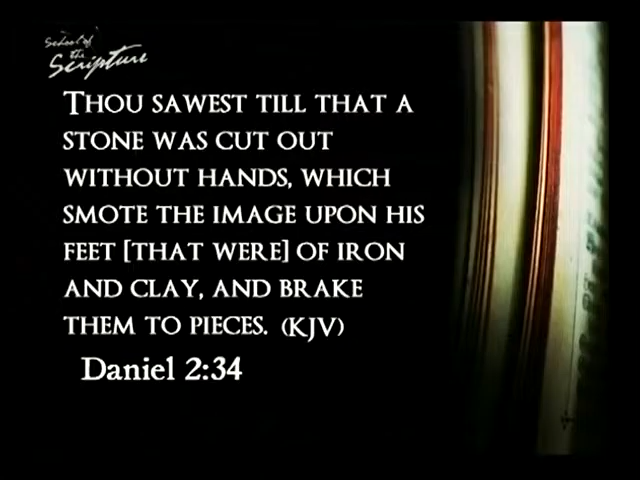 School of
the
Scripture
THOU SAWEST TILL THAT A
STONE WAS CUT OUT
WITHOUT HANDS, WHICH
SMOTE THE IMAGE UPON HIS
FEET [THAT WERE] OF IRON
AND CLAY, AND BRAKE
THEM TO PIECES. (KJV)
Daniel 2:34